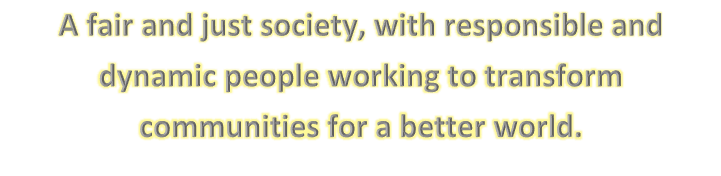 A fair and just society, with responsible and
dynamic people working to transform
communities for a better world.